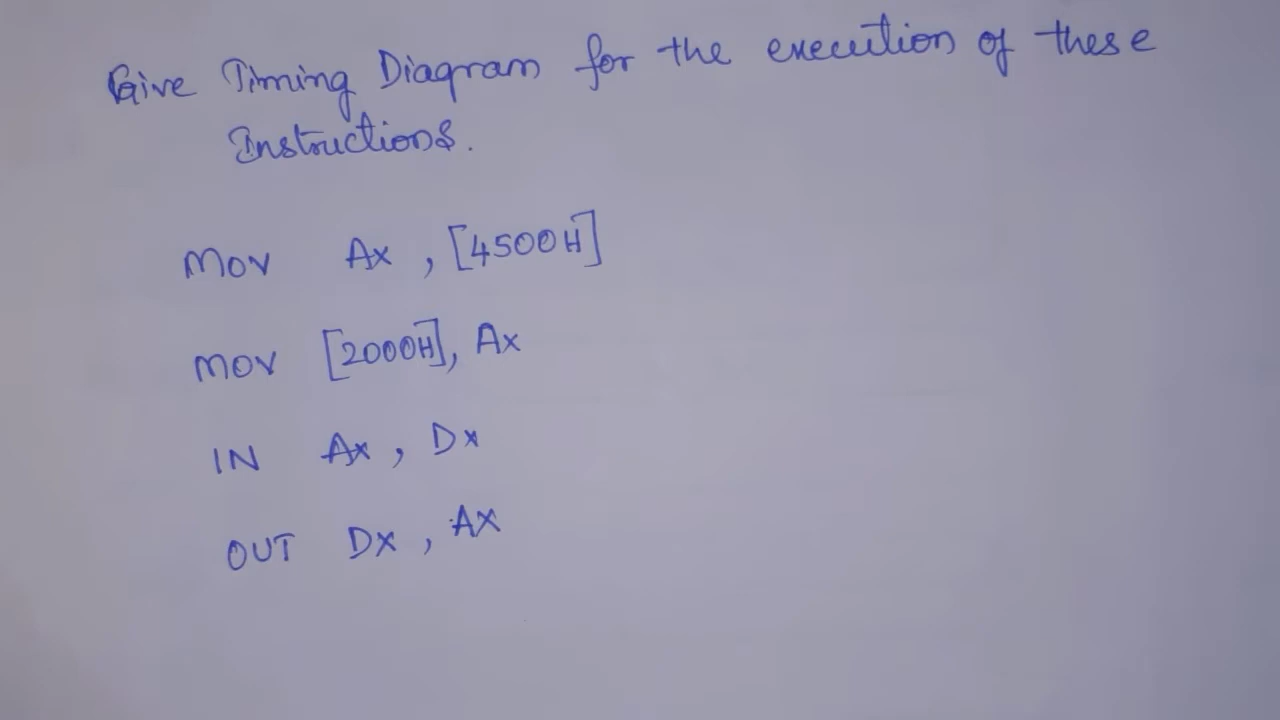 Give Timing Diagram for the execution of these
Instructions.
MOV AX, [4500H]
MOV [2000H], AX
IN AX, DX
OUT DX, AX